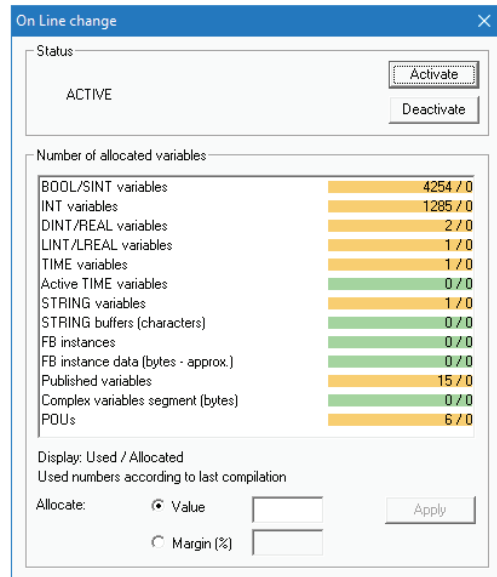 On Line change
Status
Activate
ACTIVE
Deactivate
Number of allocated variables
BOOL/SINT variables 4254 / 0
INT variables 1285 / 0
DINT/REAL variables 2 / 0
LINT/LREAL variables 1 / 0
TIME variables 1 / 0
Active TIME variables 0 / 0
STRING variables 1 / 0
STRING buffers (characters) 0 / 0
FB instances 0 / 0
FB instance data (bytes - approx.) 0 / 0
Published variables 15 / 0
Complex variables segment (bytes) 0 / 0
POUs 6 / 0
Display: Used / Allocated
Used numbers according to last compilation
Allocate: Value Apply
Margin (%)